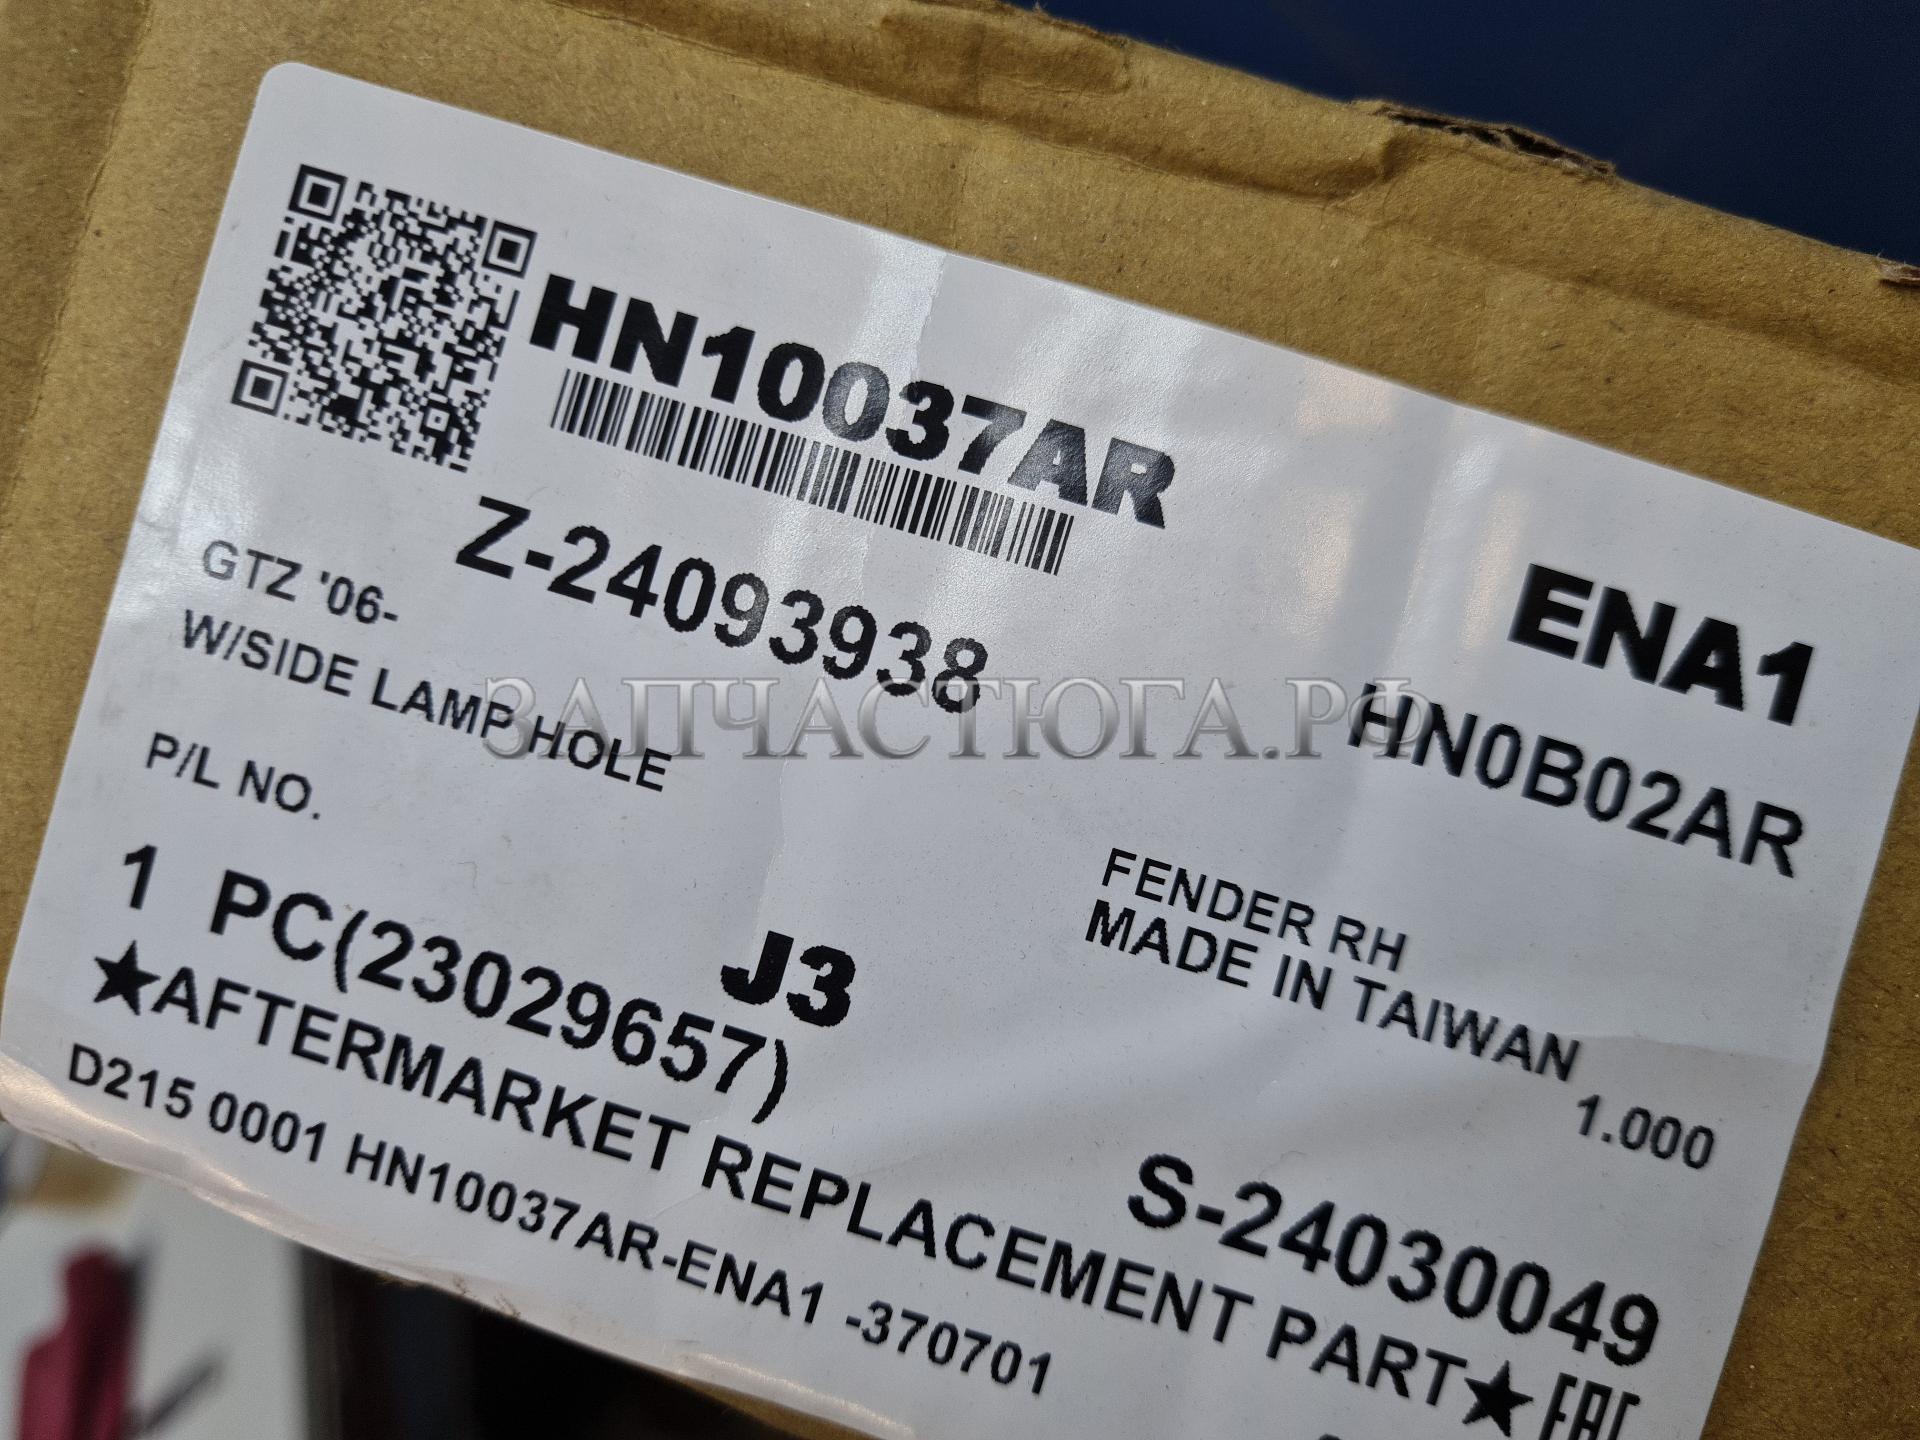 HN10037AR
Z-24093938
ENA1
HN0B02AR
GTZ '06-
W/SIDE LAMP HOLE
P/L NO.
FENDER RH
MADE IN TAIWAN
1.000
1 PC(23029657)
J3
S-24030049
★AFTERMARKET REPLACEMENT PART★
EAC
D215 0001 HN10037AR-ENA1 -370701
ЗАПЧАСТЮГА.РФ